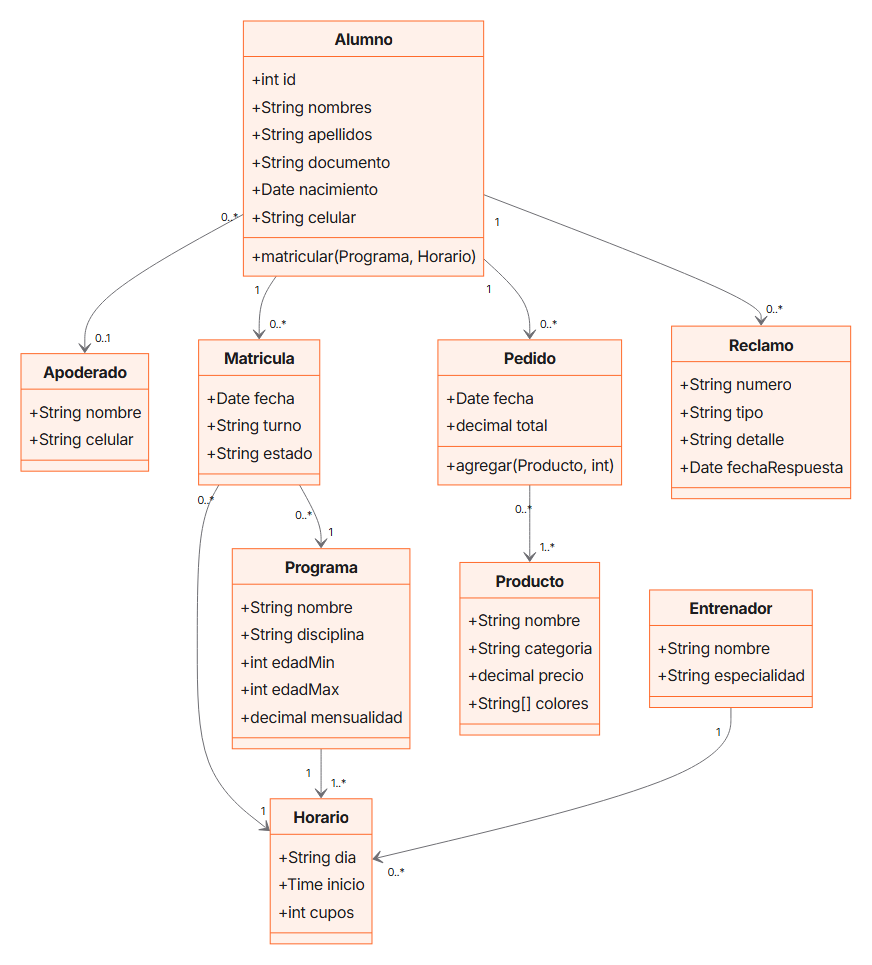 Alumno
+int id
+String nombres
+String apellidos
+String documento
+Date nacimiento
+String celular
+matricular(Programa, Horario)
0..*
0..1
1
0..*
1
0..*
1
0..*
Apoderado
+String nombre
+String celular
Matricula
+Date fecha
+String turno
+String estado
Pedido
+Date fecha
+decimal total
+agregar(Producto, int)
Reclamo
+String numero
+String tipo
+String detalle
+Date fechaRespuesta
0..*
1
0..*
1
0..*
1..*
Programa
+String nombre
+String disciplina
+int edadMin
+int edadMax
+decimal mensualidad
Producto
+String nombre
+String categoria
+decimal precio
+String[] colores
Entrenador
+String nombre
+String especialidad
1
1..*
1
0..*
Horario
+String dia
+Time inicio
+int cupos